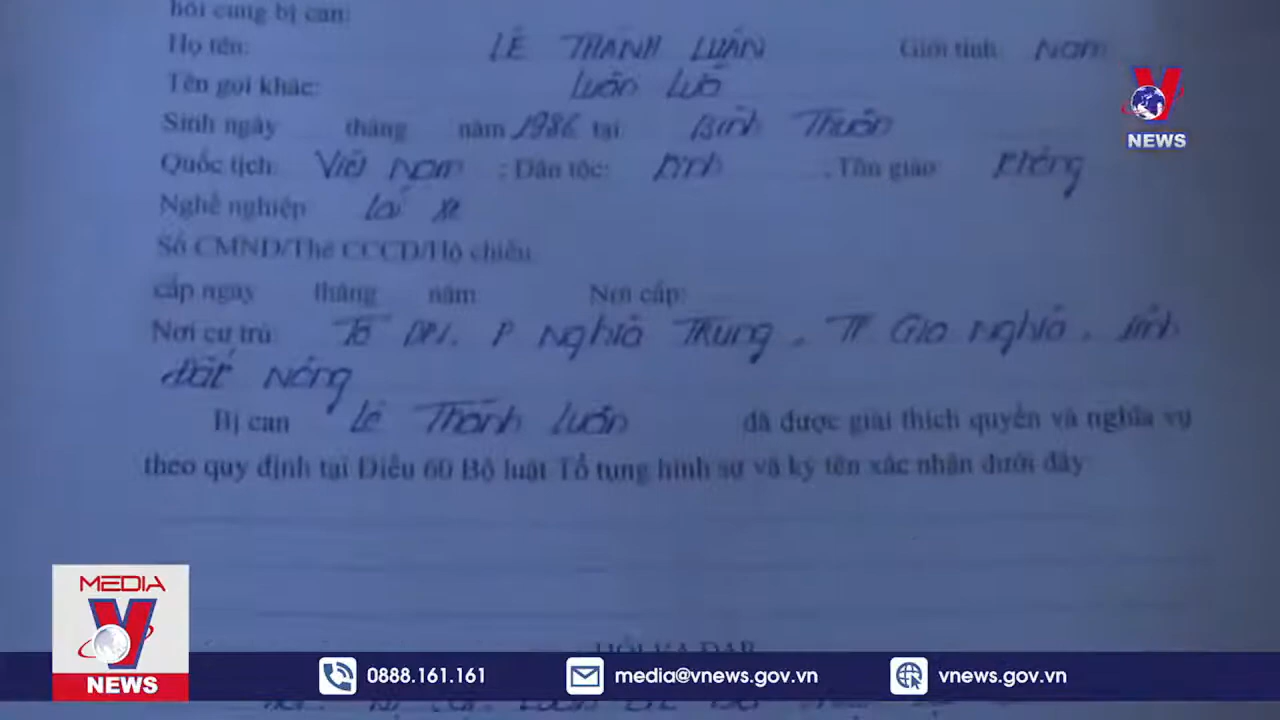 hỏi cung bị can:
Họ tên: LÊ THÀNH LUÂN Giới tính: Nam
Tên gọi khác: Luân Lưỡ
Sinh ngày tháng năm 1986 tại Bình Thuận
Quốc tịch: Việt Nam ; Dân tộc: Kinh ; Tôn giáo: Không
Nghề nghiệp: Lái xe
Số CMND/Thẻ CCCD/Hộ chiếu:
cấp ngày tháng năm Nơi cấp:
Nơi cư trú: Tổ DP1, P Nghĩa Trung, TP Gia Nghĩa, tỉnh
Đắk Nông
Bị can Lê Thành Luân đã được giải thích quyền và nghĩa vụ
theo quy định tại Điều 60 Bộ luật Tố tụng hình sự và ký tên xác nhận dưới đây
HỎI VÀ ĐÁP
V NEWS
MEDIA
V NEWS
0888.161.161 media@vnews.gov.vn vnews.gov.vn